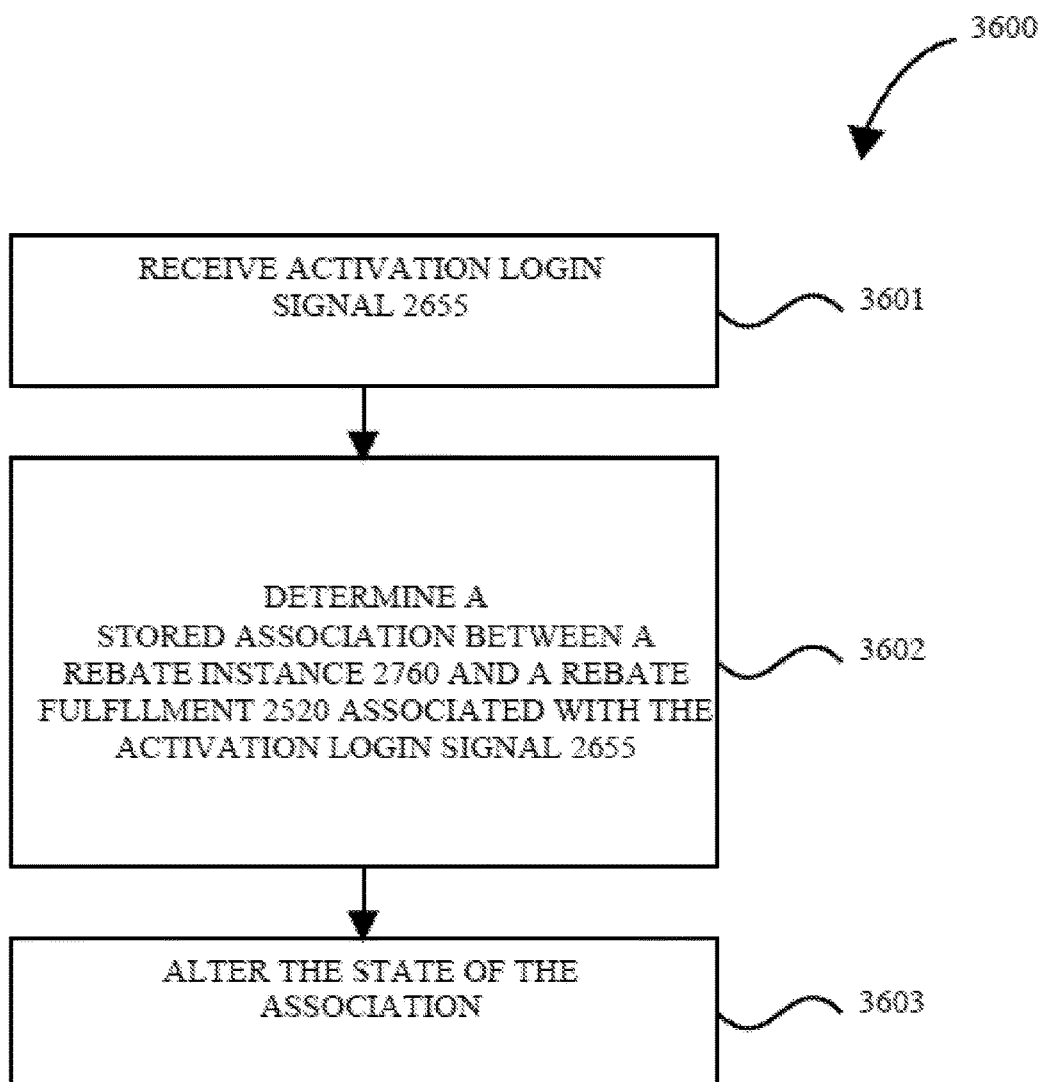 3600
RECEIVE ACTIVATION LOGIN
SIGNAL 2655
3601
DETERMINE A
STORED ASSOCIATION BETWEEN A
REBATE INSTANCE 2760 AND A REBATE
FULFLLMENT 2520 ASSOCIATED WITH THE
ACTIVATION LOGIN SIGNAL 2655
3602
ALTER THE STATE OF THE
ASSOCIATION
3603